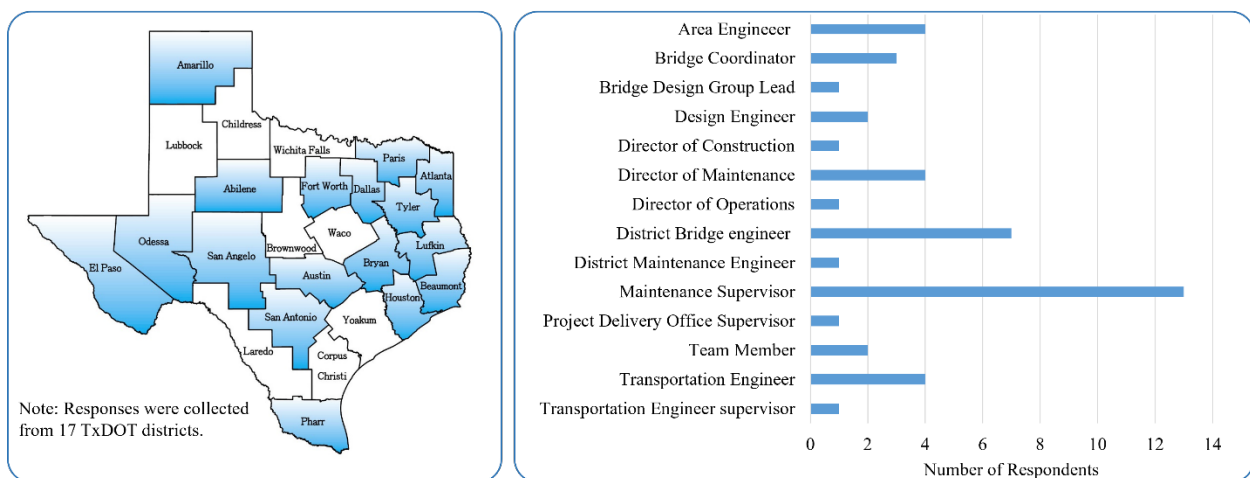 Amarillo
Childress
Lubbock
Wichita Falls
Paris
Atlanta
Abilene
Fort Worth
Dallas
Tyler
Waco
Brownwood
Odessa
Lufkin
San Angelo
El Paso
Bryan
Austin
Beaumont
Houston
San Antonio
Yoakum
Laredo
Corpus
Christi
Pharr
Note: Responses were collected
from 17 TxDOT districts.
Area Engineeer
Bridge Coordinator
Bridge Design Group Lead
Design Engineer
Director of Construction
Director of Maintenance
Director of Operations
District Bridge engineer
District Maintenance Engineer
Maintenance Supervisor
Project Delivery Office Supervisor
Team Member
Transportation Engineer
Transportation Engineer supervisor
0 2 4 6 8 10 12 14
Number of Respondents